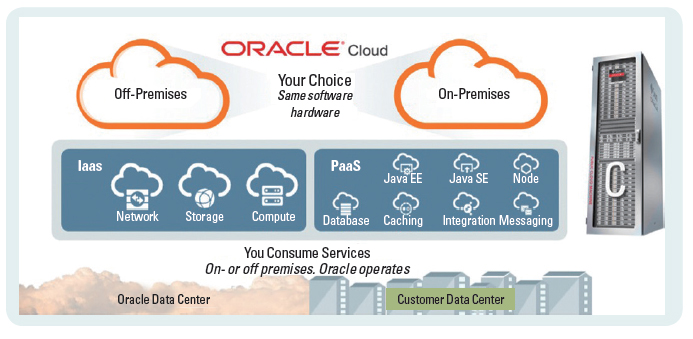 ORACLE® Cloud
Off-Premises
Your Choice
Same software
hardware
On-Premises
Iaas
Network
Storage
Compute
PaaS
Java EE
Java SE
Node
Database
Caching
Integration
Messaging
C
You Consume Services
On- or off premises. Oracle operates
Oracle Data Center
Customer Data Center